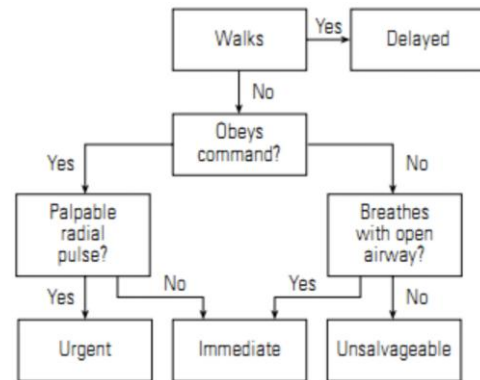 Walks
Yes
Delayed
No
Obeys
command?
Yes
No
Palpable
radial
pulse?
Breathes
with open
airway?
Yes
No
Yes
No
Urgent
Immediate
Unsalvageable